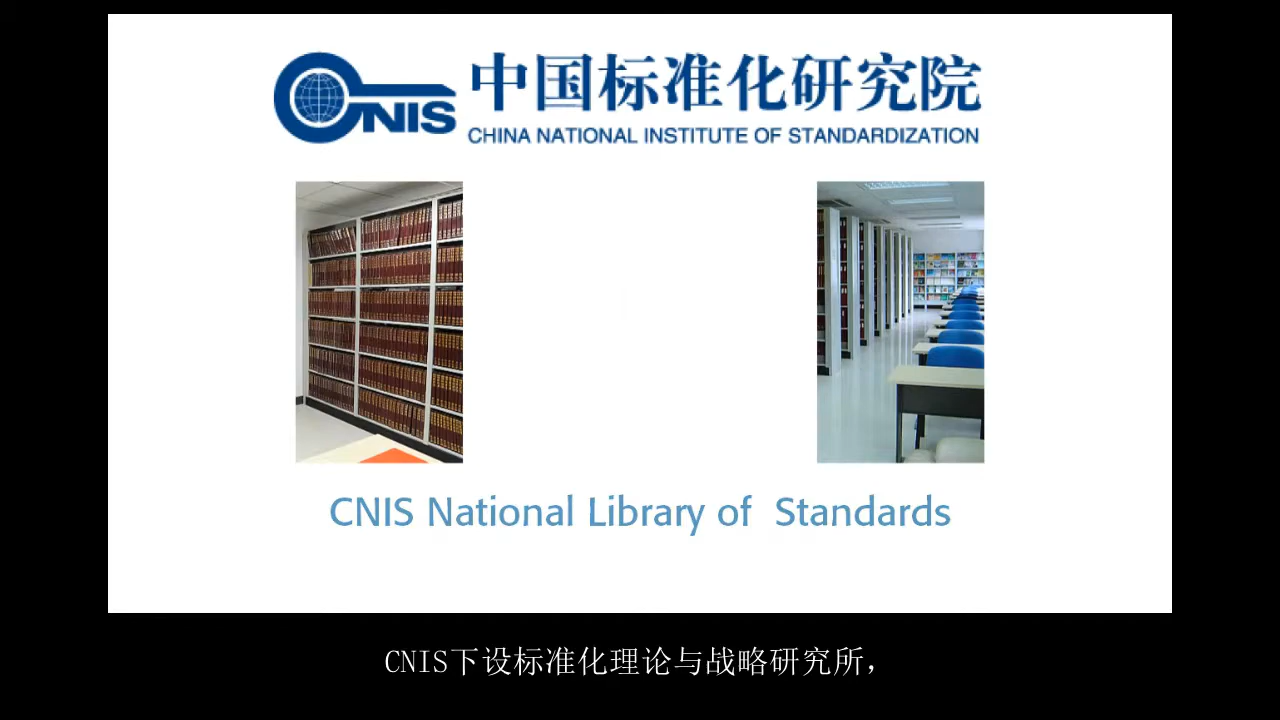 CNIS
中国标准化研究院
CHINA NATIONAL INSTITUTE OF STANDARDIZATION
CNIS National Library of Standards
CNIS下设标准化理论与战略研究所，